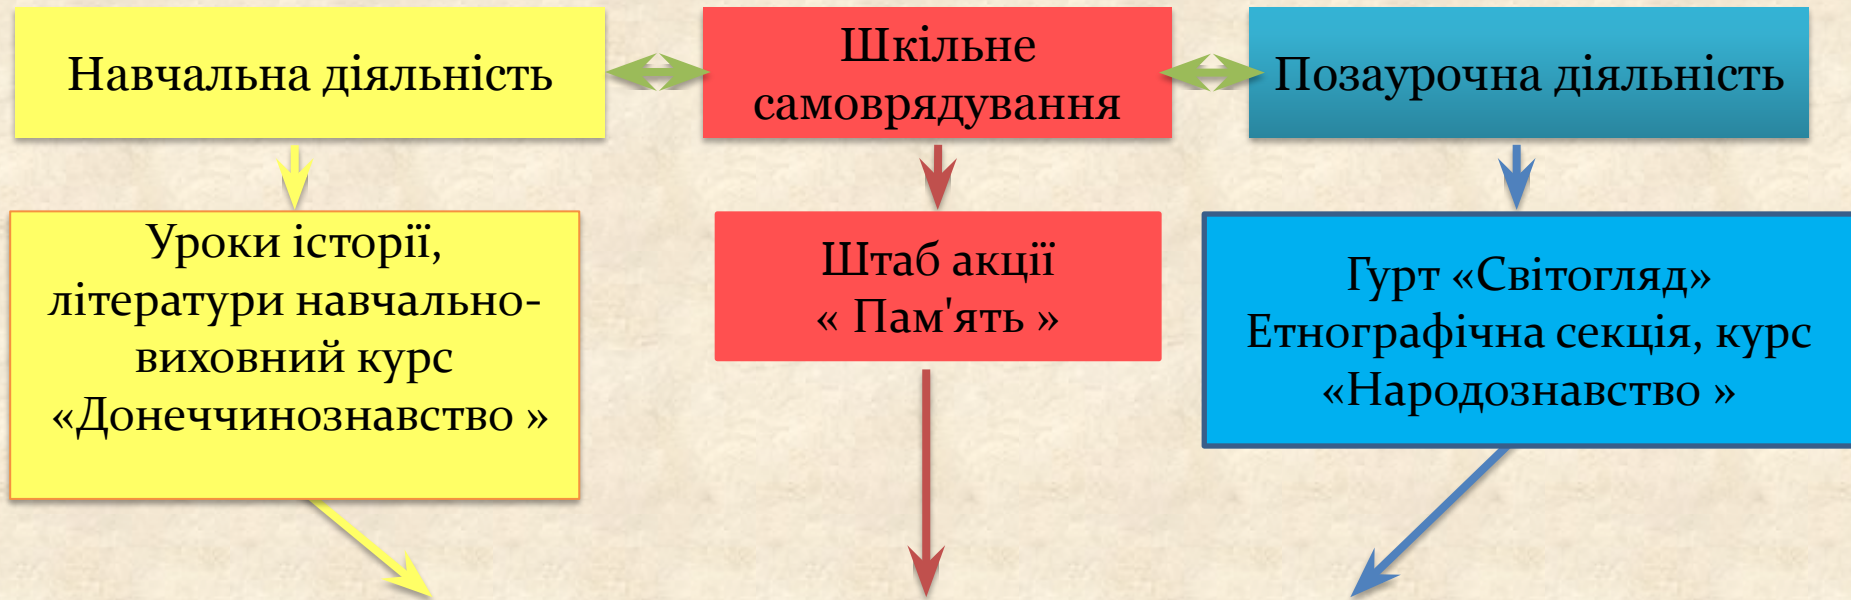 Навчальна діяльність
Шкільне
самоврядування
Позаурочна діяльність
Уроки історії,
літератури навчально-
виховний курс
«Донеччинознавство »
Штаб акції
« Пам'ять »
Гурт «Світогляд»
Етнографічна секція, курс
«Народознавство »